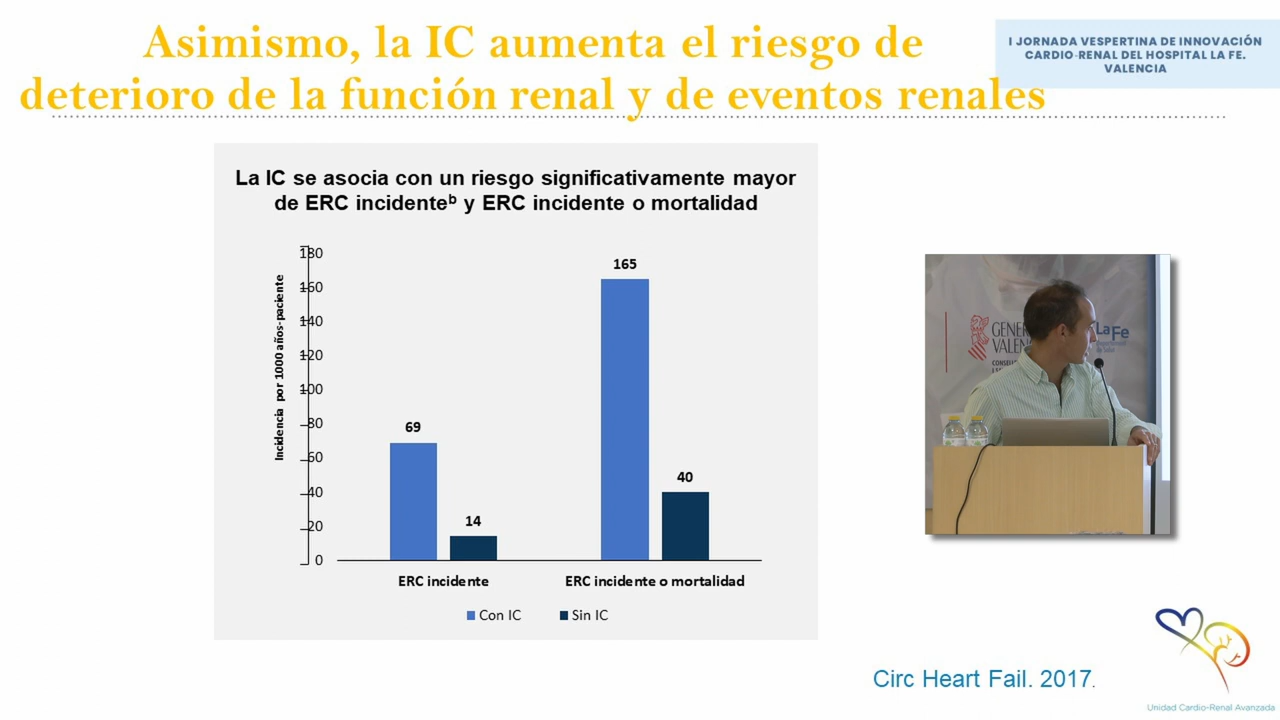 Asimismo, la IC aumenta el riesgo de
deterioro de la función renal y de eventos renales
I JORNADA VESPERTINA DE INNOVACIÓN
CARDIO-RENAL DEL HOSPITAL LA FE.
VALENCIA
La IC se asocia con un riesgo significativamente mayor
de ERC incidenteᵇ y ERC incidente o mortalidad
Incidencia por 1000 años-paciente
180
160
140
120
100
80
60
40
20
0
69
14
165
40
ERC incidente
ERC incidente o mortalidad
Con IC
Sin IC
La Fe
Circ Heart Fail. 2017.
Unidad Cardio-Renal Avanzada